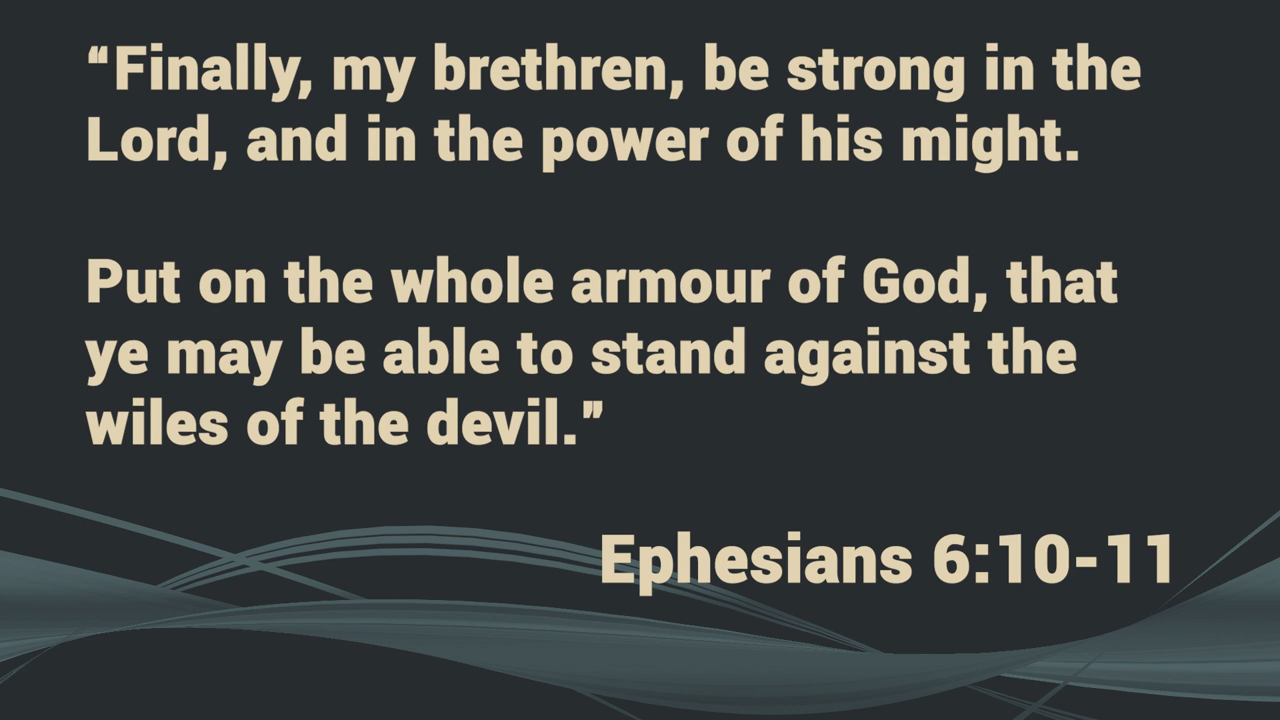 “Finally, my brethren, be strong in the
Lord, and in the power of his might.
Put on the whole armour of God, that
ye may be able to stand against the
wiles of the devil.”
Ephesians 6:10-11